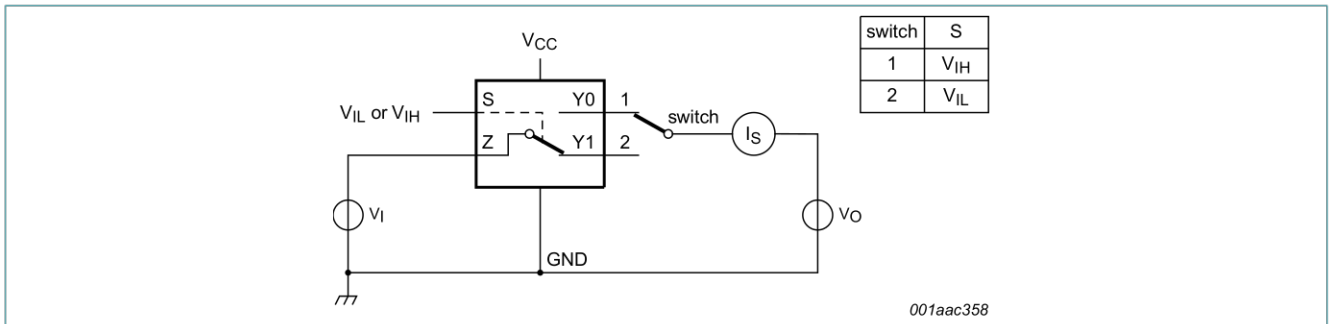 switch S
1 VIH
2 VIL
VCC
S Y0 1
VIL or VIH
switch
IS
Z Y1 2
VI
VO
GND
001aac358